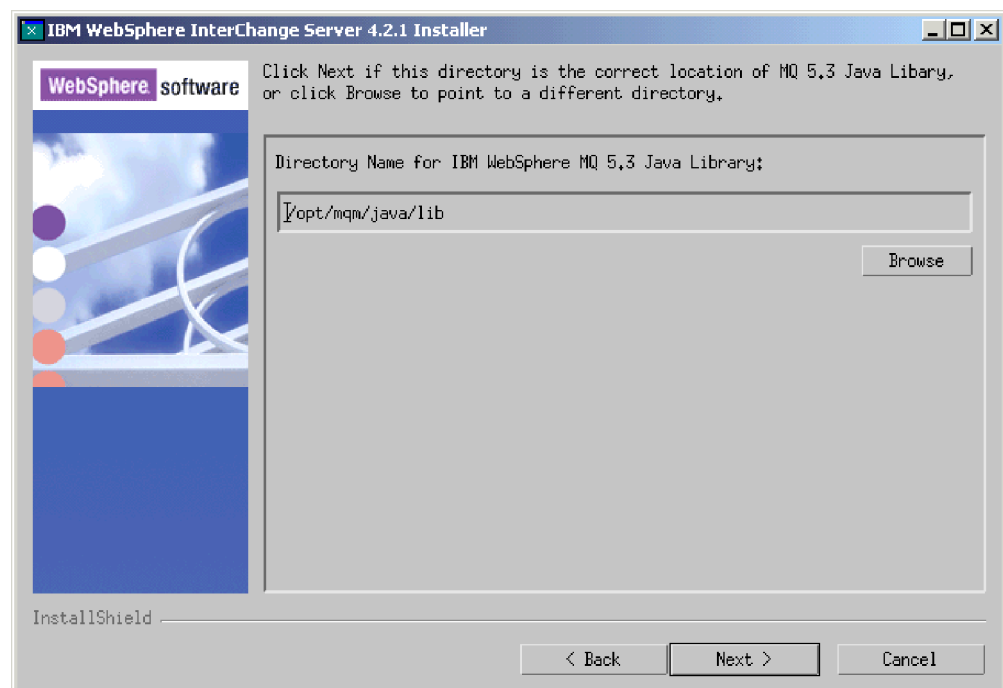 IBM WebSphere InterChange Server 4.2.1 Installer
WebSphere. software
Click Next if this directory is the correct location of MQ 5.3 Java Libary,
or click Browse to point to a different directory.
Directory Name for IBM WebSphere MQ 5.3 Java Library:
/opt/mqm/java/lib
Browse
InstallShield
< Back
Next >
Cancel